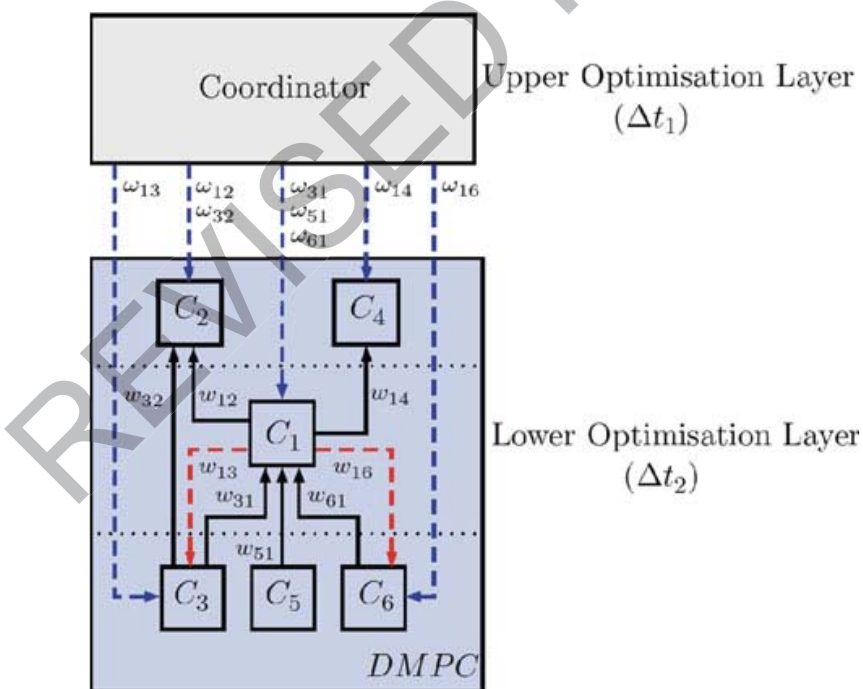 REVISED
Coordinator
Upper Optimisation Layer
(Δt₁)
ω₁₃
ω₁₂
ω₃₂
ω₃₁
ω₅₁
ω₆₁
ω₁₄
ω₁₆
C₂
C₄
w₃₂
w₁₂
w₁₄
C₁
Lower Optimisation Layer
(Δt₂)
w₁₃
w₁₆
w₃₁
w₆₁
w₅₁
C₃
C₅
C₆
DMPC